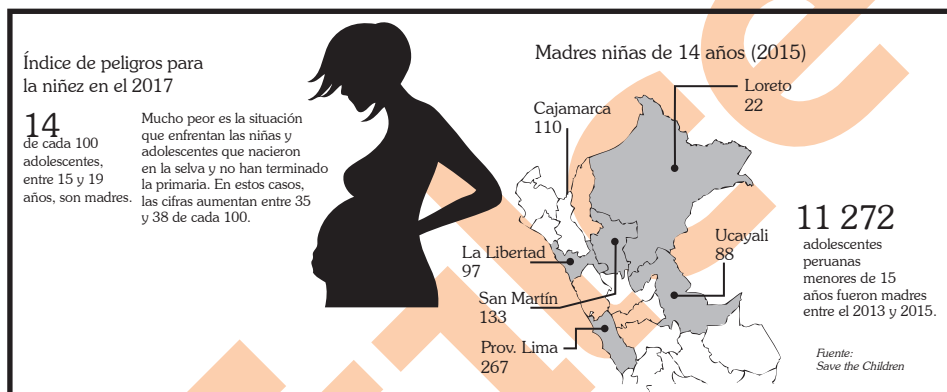 Índice de peligros para
la niñez en el 2017
14
de cada 100
adolescentes,
entre 15 y 19
años, son madres.
Mucho peor es la situación
que enfrentan las niñas y
adolescentes que nacieron
en la selva y no han terminado
la primaria. En estos casos,
las cifras aumentan entre 35
y 38 de cada 100.
Madres niñas de 14 años (2015)
Loreto
22
Cajamarca
110
La Libertad
97
San Martín
133
Prov. Lima
267
Ucayali
88
11 272
adolescentes
peruanas
menores de 15
años fueron madres
entre el 2013 y 2015.
Fuente:
Save the Children